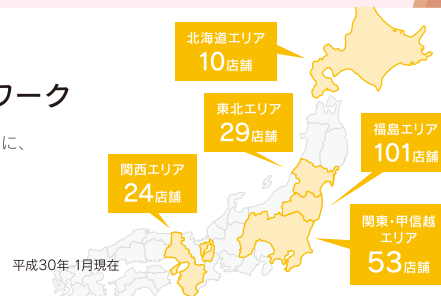 北海道エリア
10店舗
ワーク
東北エリア
29店舗
に、
福島エリア
101店舗
関西エリア
24店舗
関東・甲信越
エリア
53店舗
平成30年 1月現在